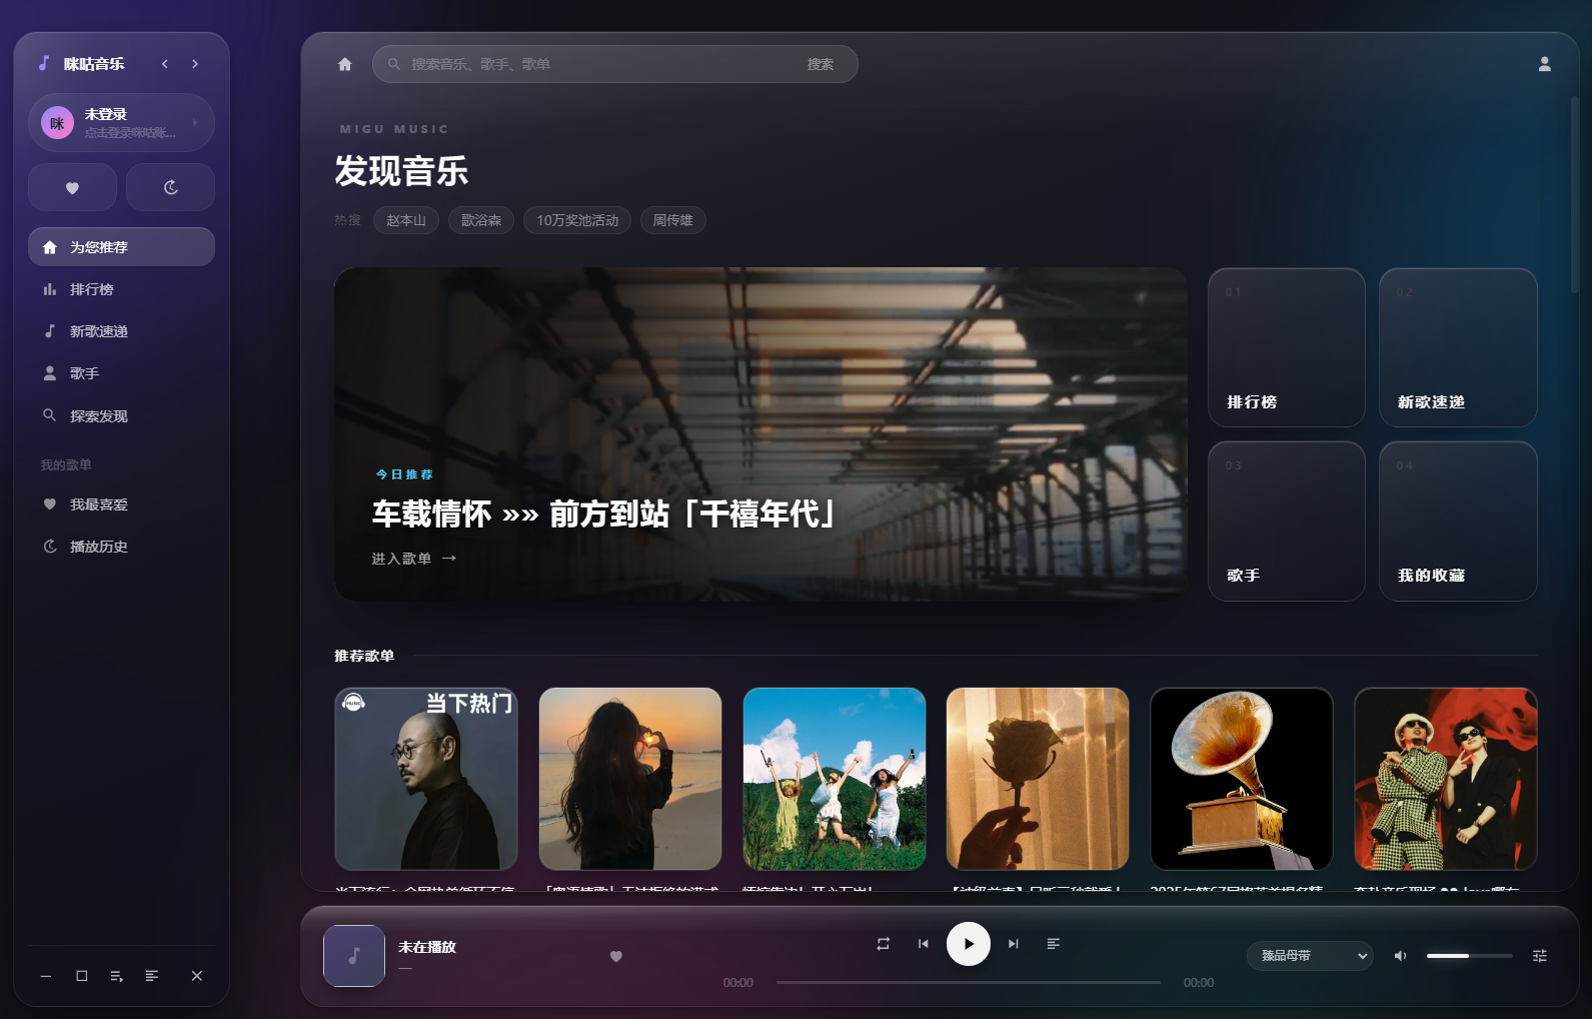 咪咕音乐
未登录
咪
点击登录咪咕账...
为您推荐
排行榜
新歌速递
歌手
探索发现
我的歌单
我最喜爱
播放历史
搜索音乐、歌手、歌单
搜索
MIGU MUSIC
发现音乐
热搜
赵本山
歌浴森
10万奖池活动
周传雄
今日推荐
车载情怀 »» 前方到站「千禧年代」
进入歌单 →
01
排行榜
02
新歌速递
03
歌手
04
我的收藏
推荐歌单
MUSIC
当下热门
未在播放
—
00:00
00:00
臻品母带